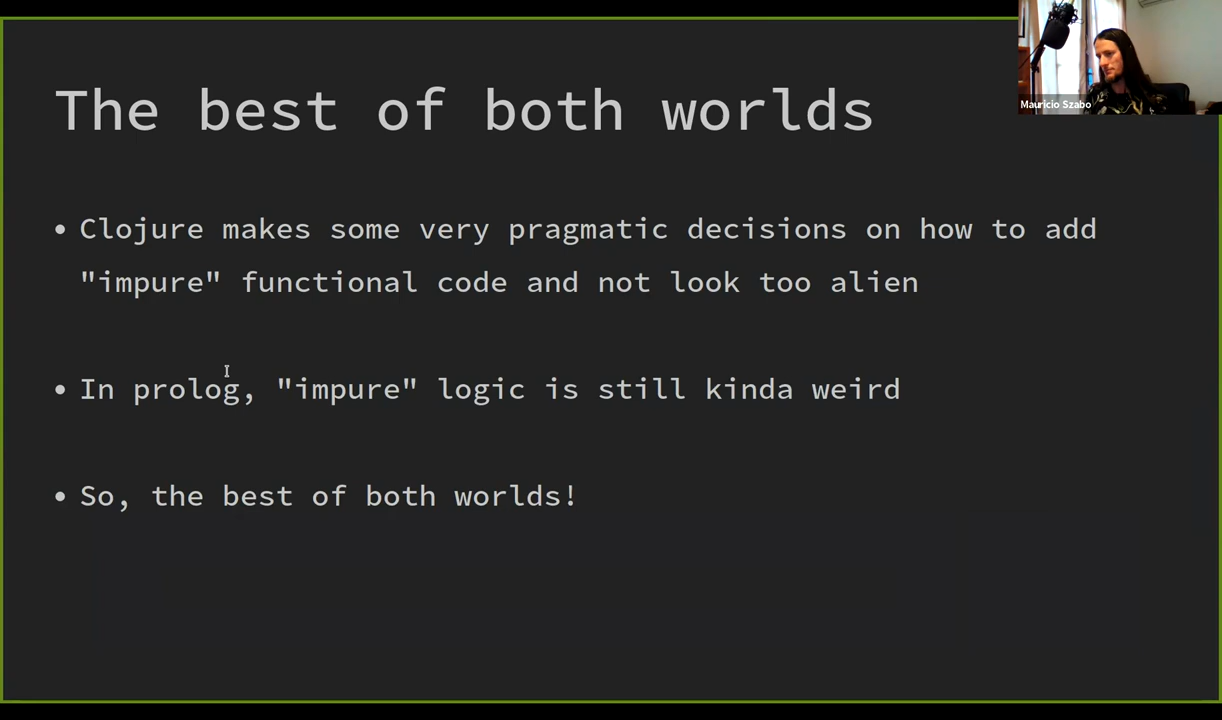 The best of both worlds
Mauricio Szabo
• Clojure makes some very pragmatic decisions on how to add
"impure" functional code and not look too alien
• In prolog, "impure" logic is still kinda weird
• So, the best of both worlds!